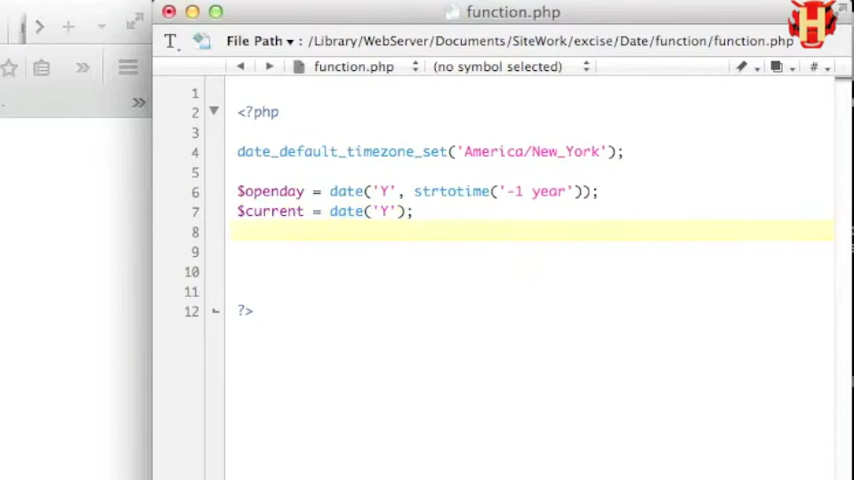 function.php
File Path ▾ : /Library/WebServer/Documents/SiteWork/excise/Date/function/function.php
function.php (no symbol selected) #
1
2 <?php
3
4 date_default_timezone_set('America/New_York');
5
6 $openday = date('Y', strtotime('-1 year'));
7 $current = date('Y');
8
9
10
11
12 ?>